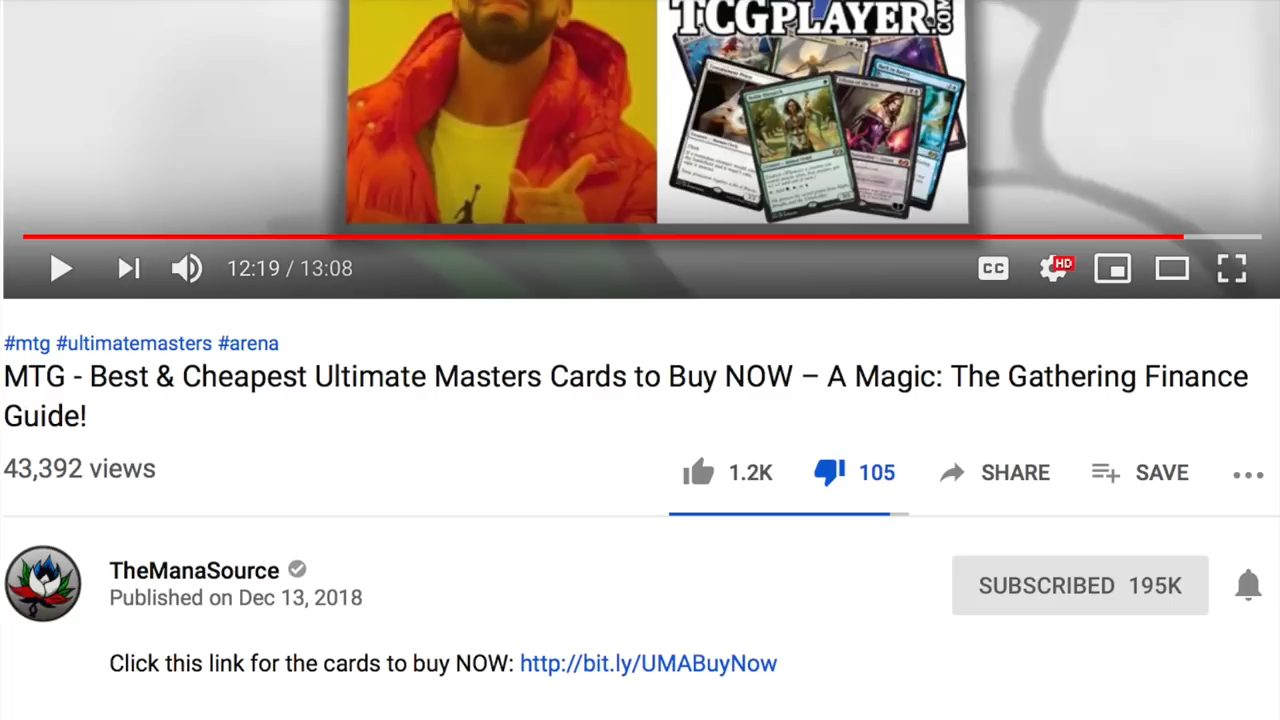 TCGPLAYER.COM
12:19 / 13:08
CC
HD
#mtg #ultimatemasters #arena
MTG - Best & Cheapest Ultimate Masters Cards to Buy NOW – A Magic: The Gathering Finance
Guide!
43,392 views
1.2K
105
SHARE
SAVE
TheManaSource
Published on Dec 13, 2018
SUBSCRIBED 195K
Click this link for the cards to buy NOW: http://bit.ly/UMABuyNow